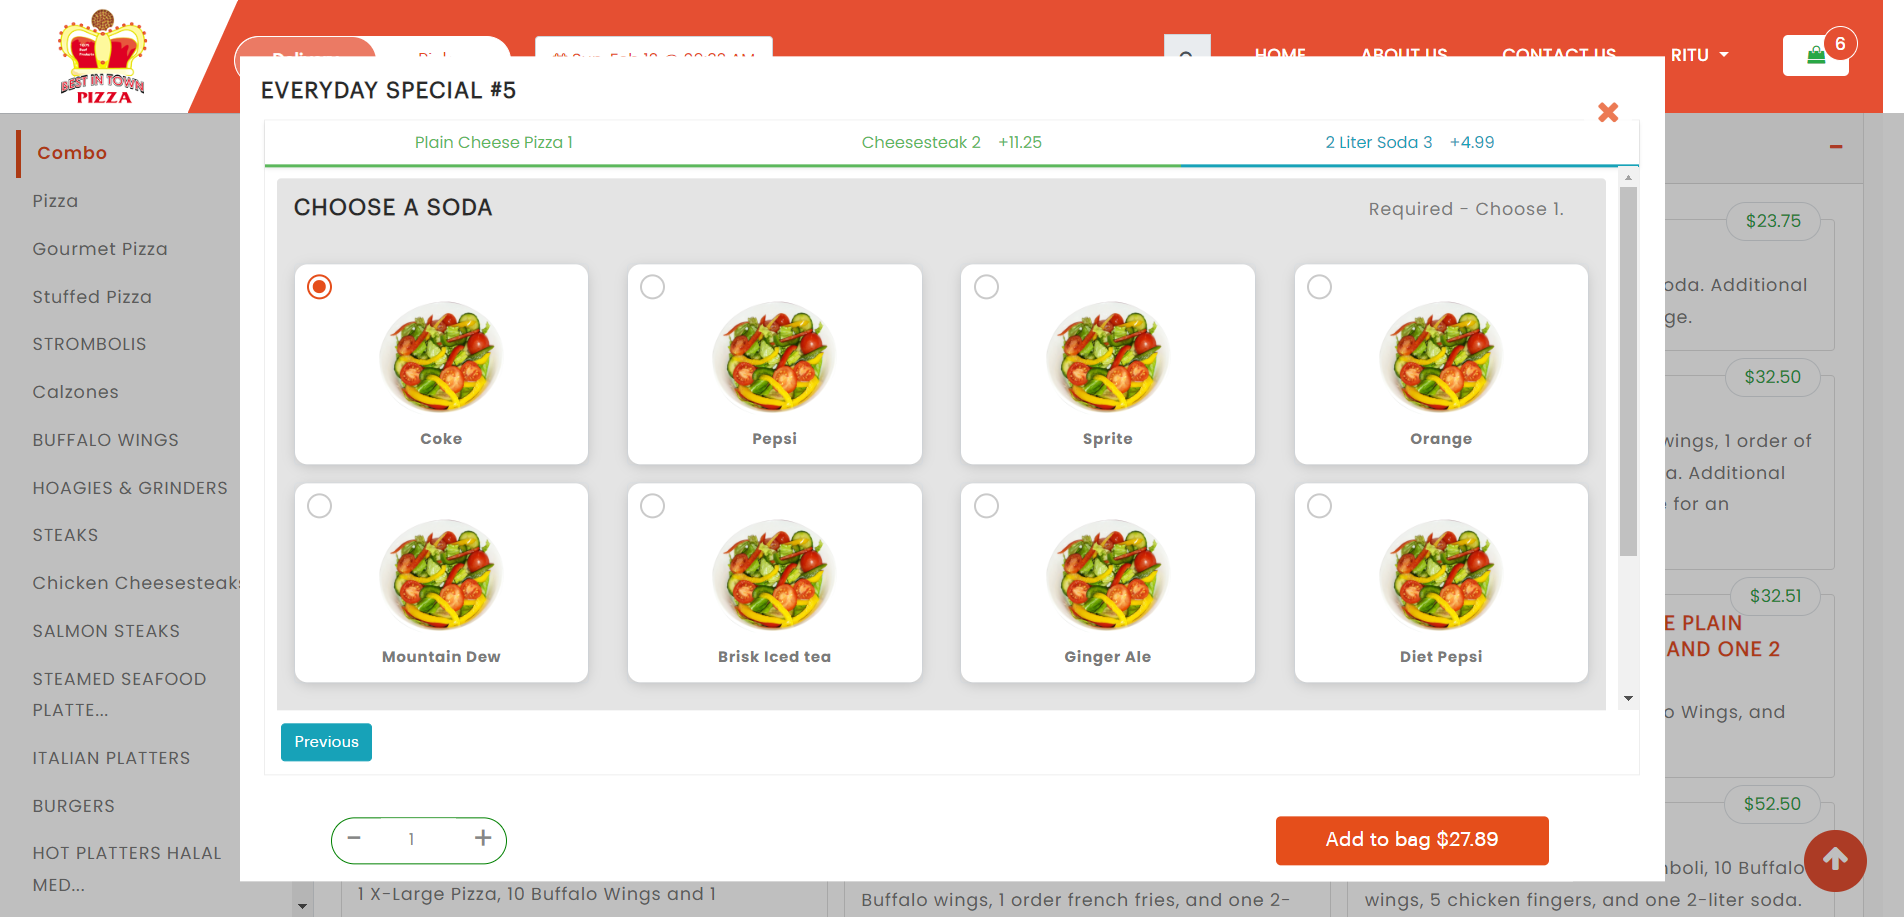 BEST IN TOWN
PIZZA
HOME
ABOUT US
CONTACT US
RITU
6
EVERYDAY SPECIAL #5
Plain Cheese Pizza 1
Cheesesteak 2 +11.25
2 Liter Soda 3 +4.99
CHOOSE A SODA
Required - Choose 1.
Coke
Pepsi
Sprite
Orange
Mountain Dew
Brisk Iced tea
Ginger Ale
Diet Pepsi
Previous
1
Add to bag $27.89
Combo
Pizza
Gourmet Pizza
Stuffed Pizza
STROMBOLIS
Calzones
BUFFALO WINGS
HOAGIES & GRINDERS
STEAKS
Chicken Cheesesteaks
SALMON STEAKS
STEAMED SEAFOOD
PLATTE...
ITALIAN PLATTERS
BURGERS
HOT PLATTERS HALAL
MED...
$23.75
oda. Additional
ge.
$32.50
wings, 1 order of
a. Additional
for an
$32.51
E PLAIN
AND ONE 2
o Wings, and
$52.50
1 X-Large Pizza, 10 Buffalo Wings and 1
Buffalo wings, 1 order french fries, and one 2-
mboli, 10 Buffalo
wings, 5 chicken fingers, and one 2-liter soda.